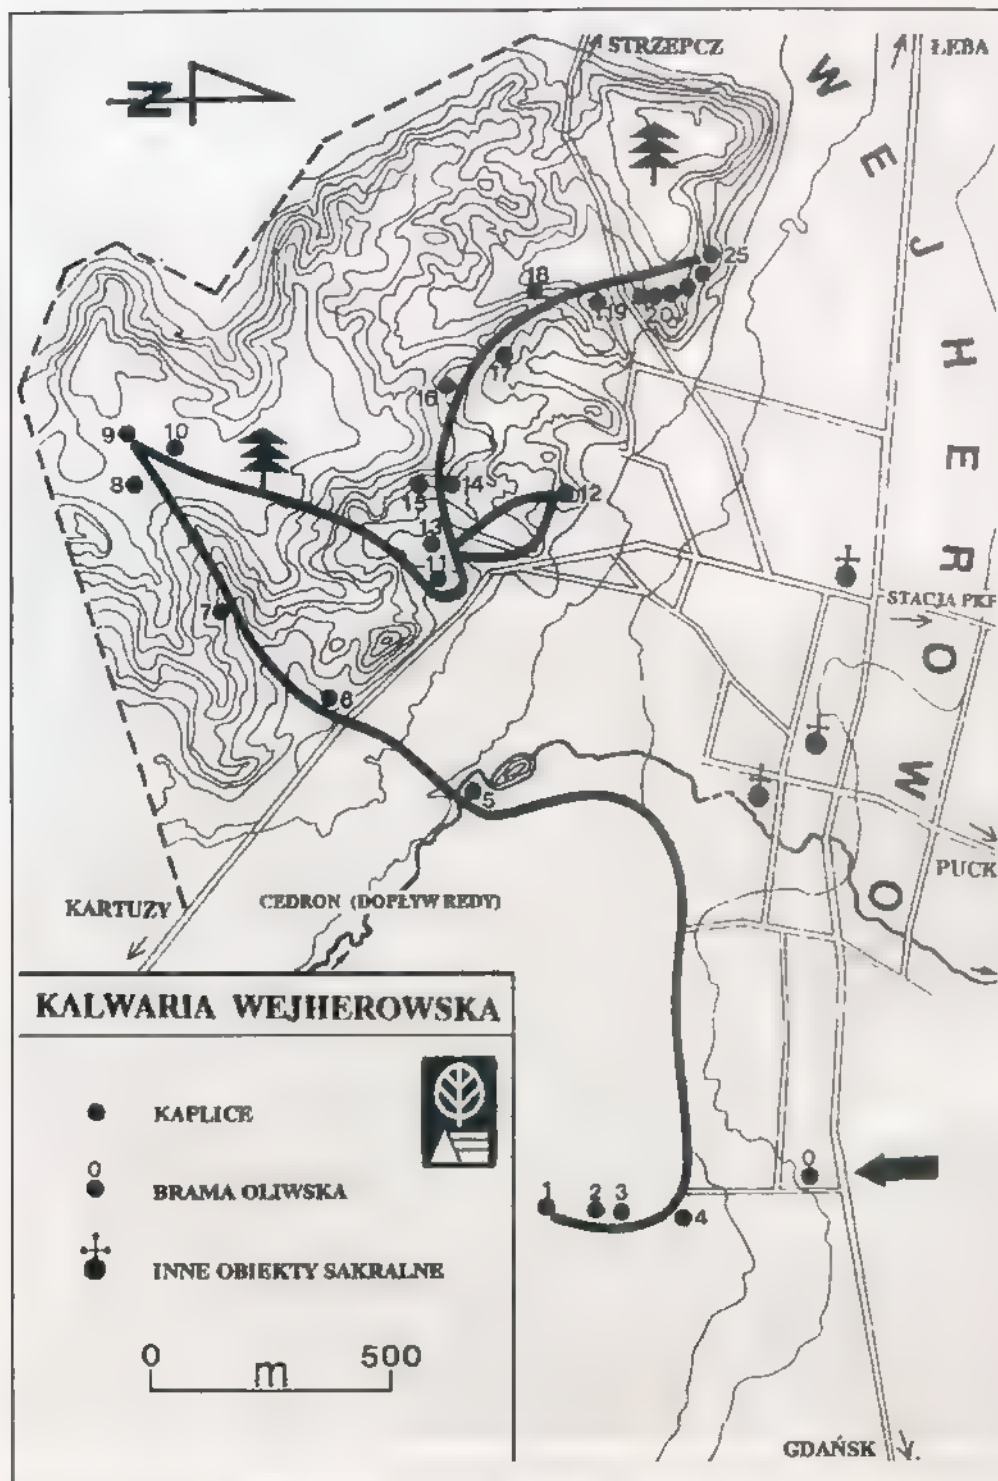 STRZEPCZ
ŁEBA
N
WEJHEROWO
25
18
19
20
17
16
9
10
8
15
14
12
13
11
STACJA PKP
7
6
5
PUCK
KARTUZY
CEDRON (DOPŁYW REDY)
KALWARIA WEJHEROWSKA
KAPLICE
0
BRAMA OLIWSKA
INNE OBIEKTY SAKRALNE
0
1
2
3
4
0 m 500
GDAŃSK